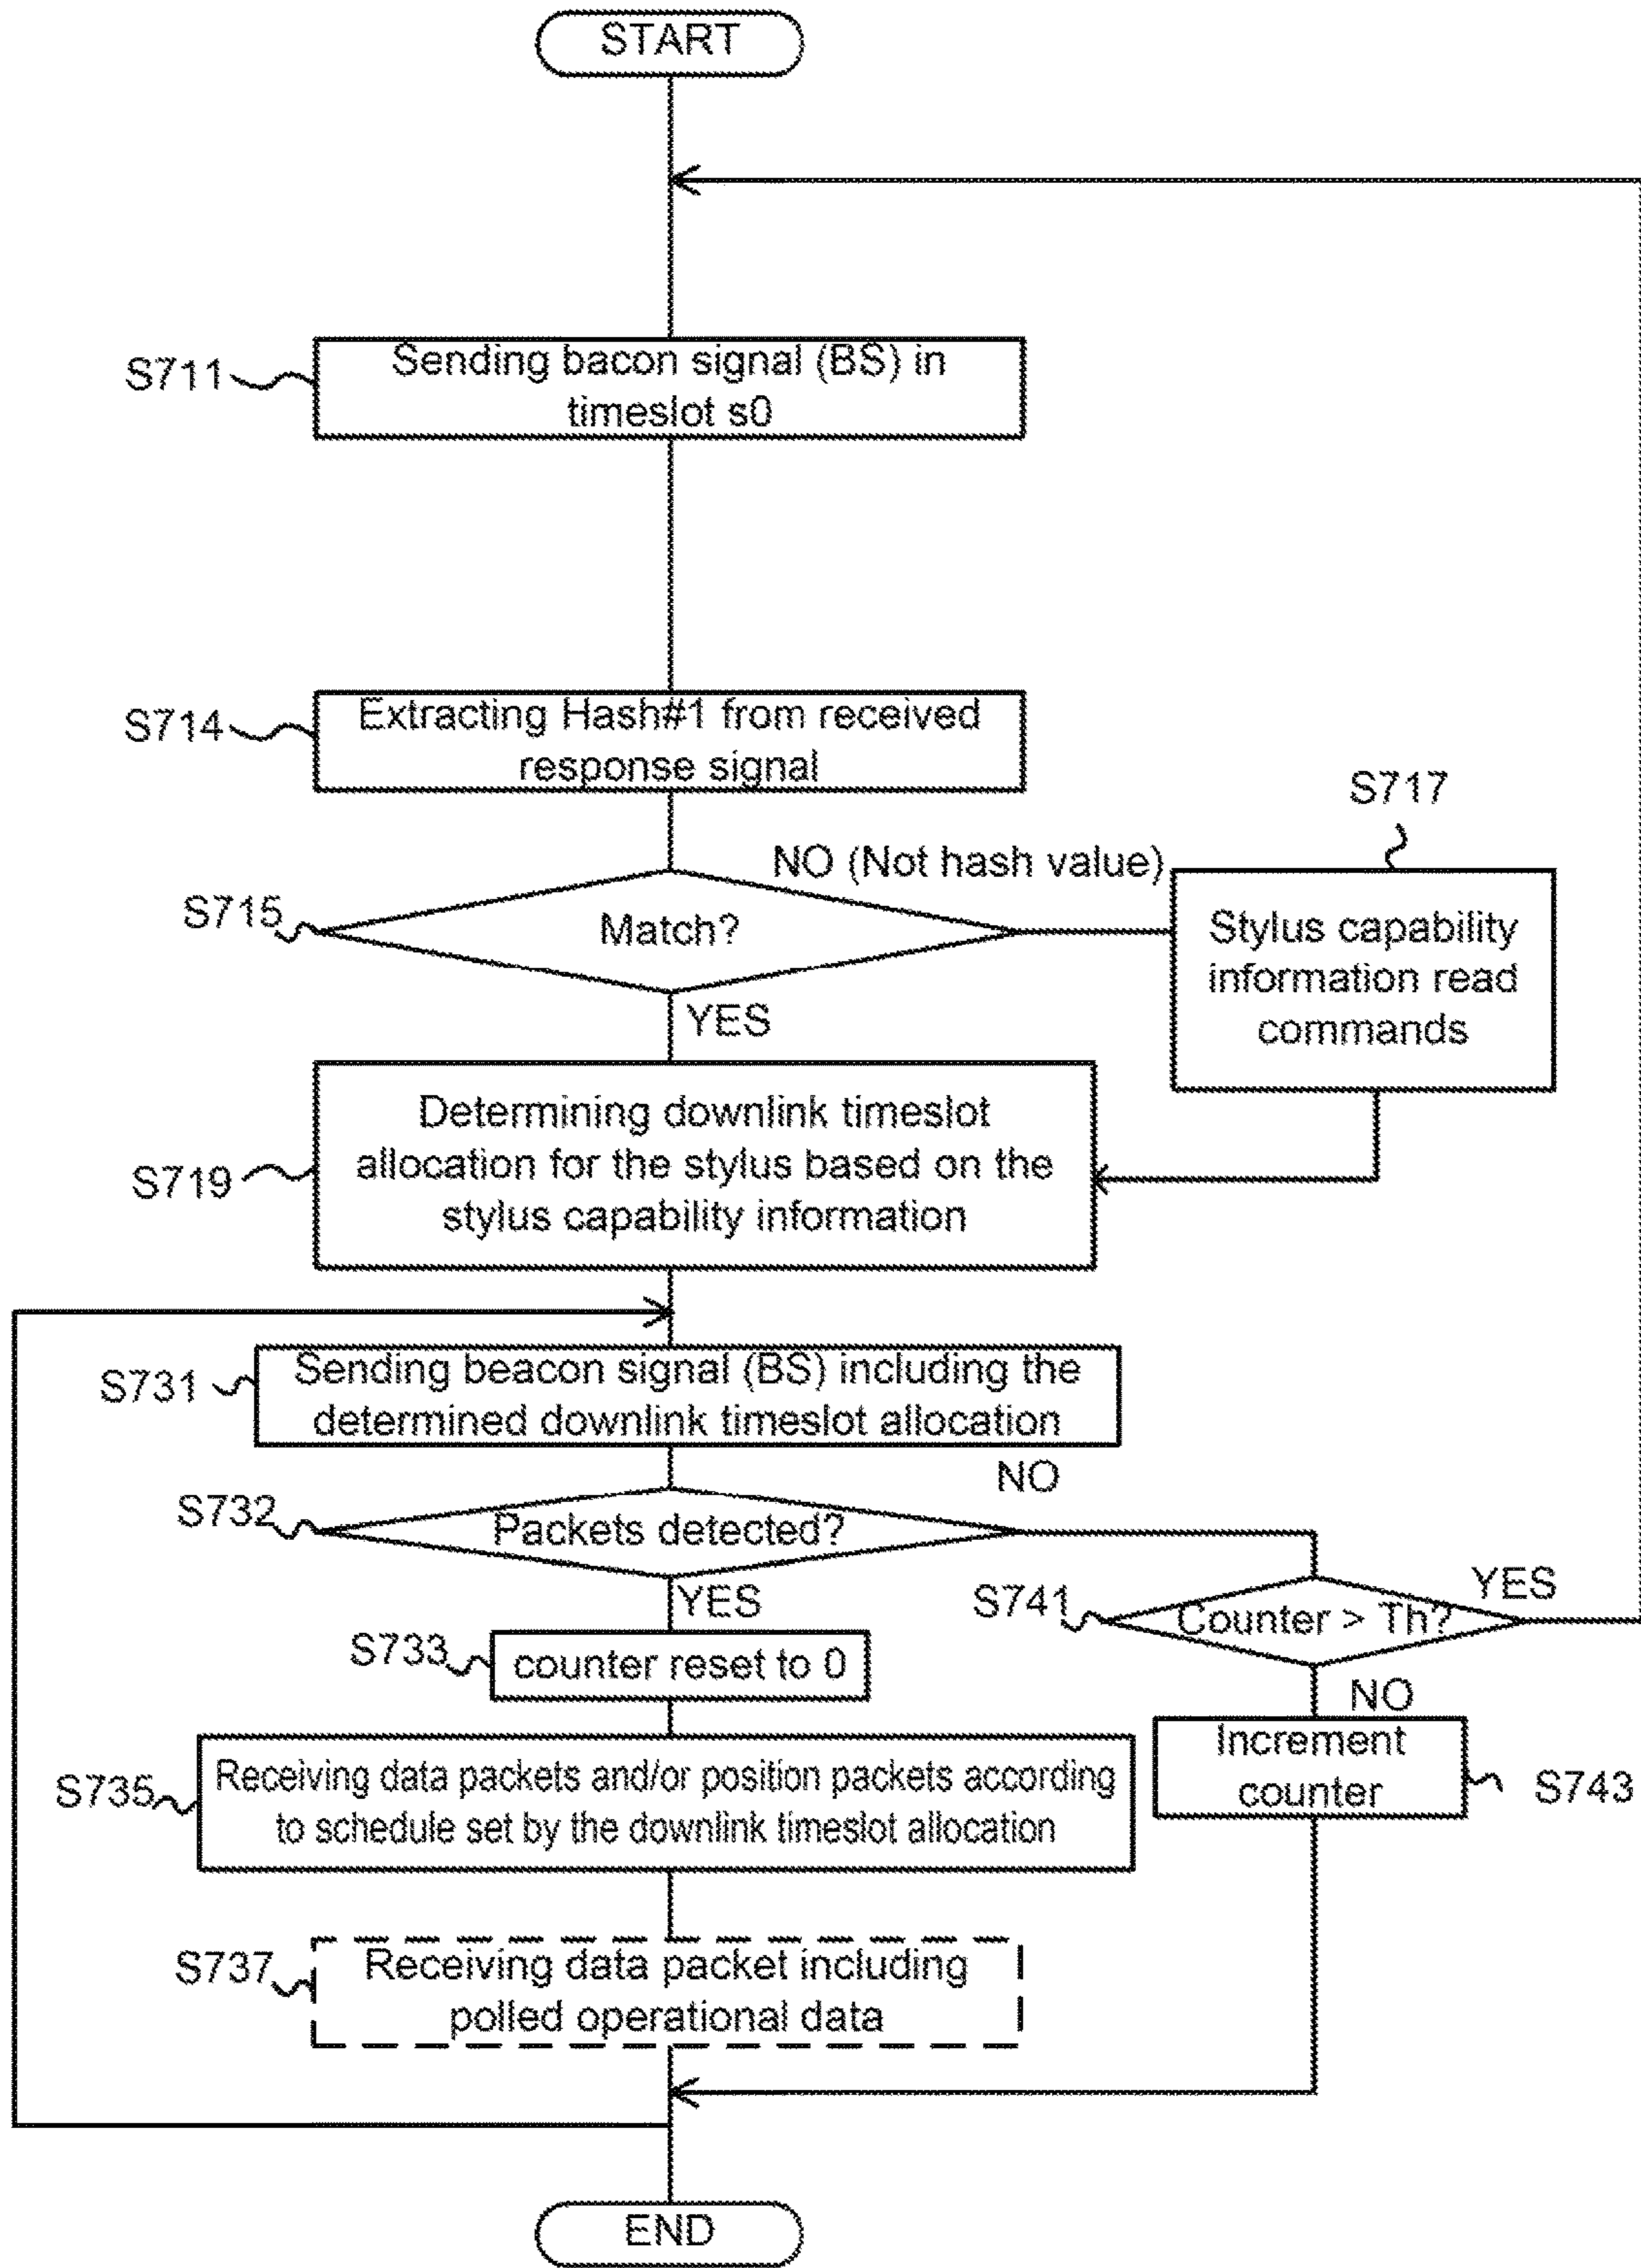 START
S711
Sending bacon signal (BS) in
timeslot s0
S714
Extracting Hash#1 from received
response signal
S717
NO (Not hash value)
S715
Match?
Stylus capability
information read
commands
YES
S719
Determining downlink timeslot
allocation for the stylus based on the
stylus capability information
S731
Sending beacon signal (BS) including the
determined downlink timeslot allocation
NO
S732
Packets detected?
YES
S741
Counter > Th?
YES
S733
counter reset to 0
NO
S735
Receiving data packets and/or position packets according
to schedule set by the downlink timeslot allocation
Increment
counter
S743
S737
Receiving data packet including
polled operational data
END